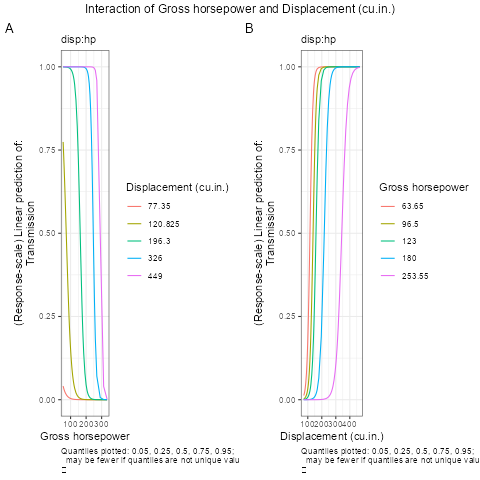 Interaction of Gross horsepower and Displacement (cu.in.)
A
disp:hp
1.00
0.75
0.50
0.25
0.00
(Response-scale) Linear prediction of:
Transmission
100200300
Gross horsepower
Displacement (cu.in.)
77.35
120.825
196.3
326
449
Quantiles plotted: 0.05, 0.25, 0.5, 0.75, 0.95;
may be fewer if quantiles are not unique valu
B
disp:hp
1.00
0.75
0.50
0.25
0.00
(Response-scale) Linear prediction of:
Transmission
100200300400
Displacement (cu.in.)
Gross horsepower
63.65
96.5
123
180
253.55
Quantiles plotted: 0.05, 0.25, 0.5, 0.75, 0.95;
may be fewer if quantiles are not unique valu